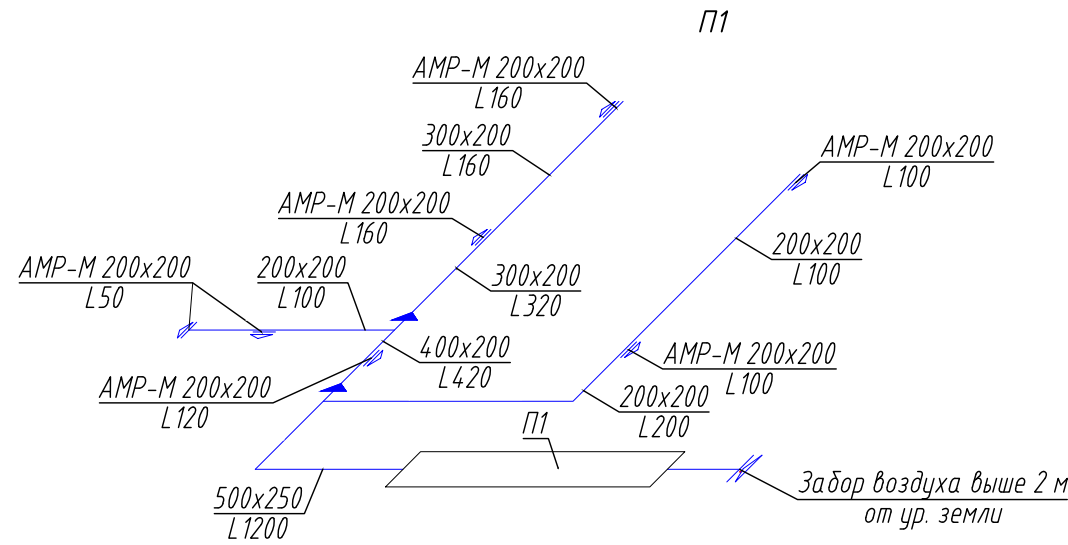 П1
АМР-М 200х200
L160
300х200
L160
АМР-М 200х200
L100
АМР-М 200х200
L160
200х200
L100
АМР-М 200х200
L50
200х200
L100
300х200
L320
400х200
L420
АМР-М 200х200
L100
АМР-М 200х200
L120
200х200
L200
П1
500х250
L1200
Забор воздуха выше 2 м
от ур. земли